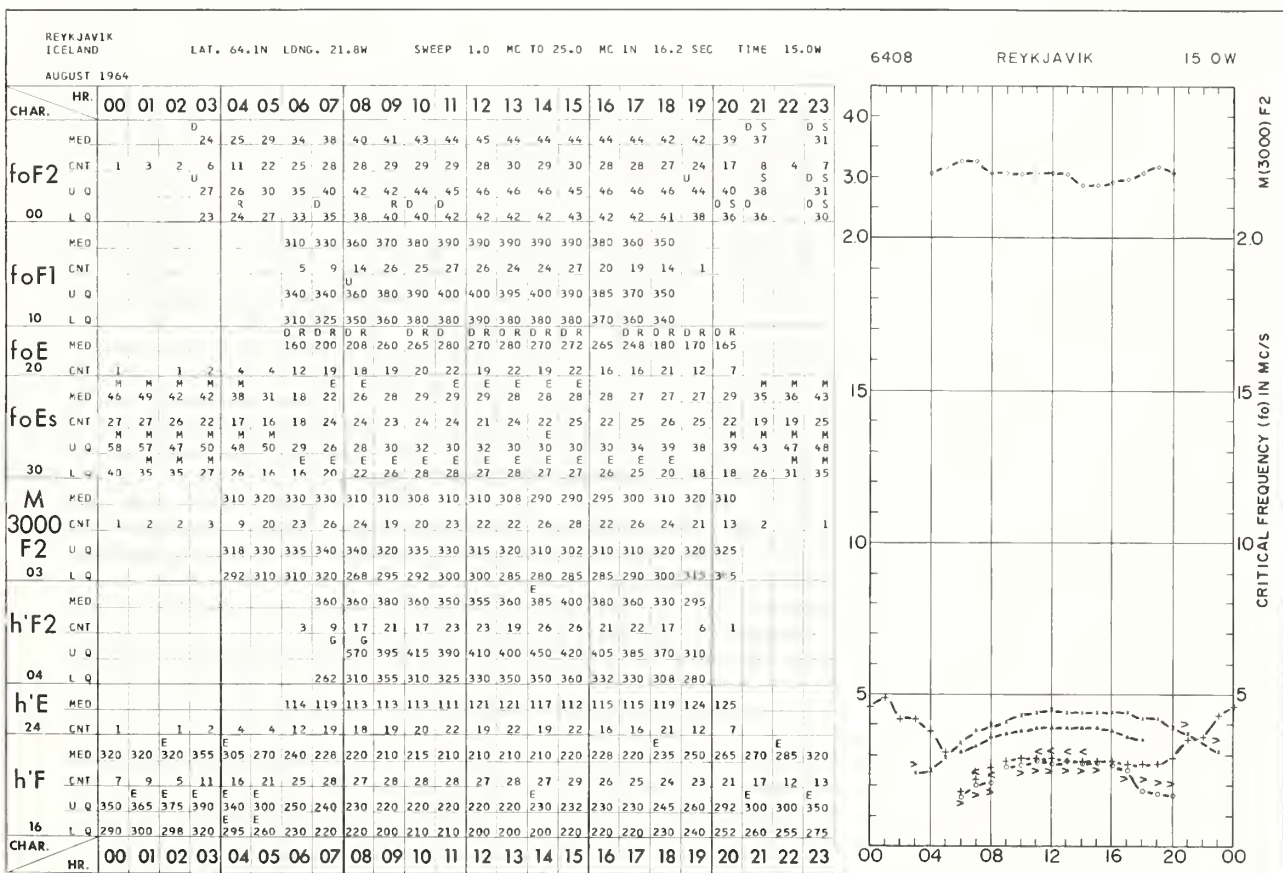 REYKJAVIK
ICELAND LAT. 64.1N LONG. 21.8W SWEEP 1.0 MC TO 25.0 MC IN 16.2 SEC TIME 15.0W
AUGUST 1964
CHAR. HR. 00 01 02 03 04 05 06 07 08 09 10 11 12 13 14 15 16 17 18 19 20 21 22 23
D D S D S
MED 24 25 29 34 38 40 41 43 44 45 44 44 44 44 44 42 42 39 37 31
foF2 CNT 1 3 2 6 11 22 25 28 28 29 29 29 28 30 29 30 28 28 27 24 17 8 4 7
U U S D S
U Q 27 26 30 35 40 42 42 44 45 46 46 46 45 46 46 46 44 40 38 31
R D R D D D S D D S
00 L Q 23 24 27 33 35 38 40 40 42 42 42 42 43 42 42 41 38 36 36 30
MED 310 330 360 370 380 390 390 390 390 390 380 360 350
foF1 CNT 5 9 14 26 25 27 26 24 24 27 20 19 14 1
U
U Q 340 340 360 380 390 400 400 395 400 390 385 370 350
10 L Q 310 325 350 360 380 380 390 380 380 380 370 360 340
D R D R D R D R D D R D R D R D R D R D R D R D R
foE MED 160 200 208 260 265 280 270 280 270 272 265 248 180 170 165
20 CNT 1 1 2 4 4 12 19 18 19 20 22 19 22 19 22 16 16 21 12 7
M M M M M E E E E E E E M M M
MED 46 49 42 42 38 31 18 22 26 28 29 29 29 28 28 28 28 27 27 27 29 35 36 43
foEs CNT 27 27 26 22 17 16 18 24 24 23 24 24 21 24 22 25 22 25 26 25 22 19 19 25
M M M M M M E M M M M
U Q 58 57 47 50 48 50 29 26 28 30 32 30 32 30 30 30 30 34 39 38 39 43 47 48
M M M E E E E E E E E E E E E E M M
30 L Q 40 35 35 27 26 16 16 20 22 26 28 28 27 28 27 27 26 25 20 18 18 26 31 35
M MED 310 320 330 330 310 310 308 310 310 308 290 290 295 300 310 320 310
3000 CNT 1 2 2 3 9 20 23 26 24 19 20 23 22 22 26 28 22 26 24 21 13 2 1
F2 U Q 318 330 335 340 340 320 335 330 315 320 310 302 310 310 320 320 325
03 L Q 292 310 310 320 268 295 292 300 300 285 280 285 285 290 300
E
MED 360 360 380 360 350 355 360 385 400 380 360 330 295
h'F2 CNT 3 9 17 21 17 23 23 19 26 26 21 22 17 6 1
G G
U Q 570 395 415 390 410 400 450 420 405 385 370 310
04 L Q 262 310 355 310 325 330 350 350 360 332 330 308 280
h'E MED 114 119 113 113 113 111 121 121 117 112 115 115 119 124 125
24 CNT 1 1 2 4 4 12 19 18 19 20 22 19 22 19 22 16 16 21 12 7
E E E E
MED 320 320 320 355 305 270 240 228 220 210 215 210 210 210 210 220 228 220 235 250 265 270 285 320
h'F CNT 7 9 5 11 16 21 25 28 27 28 28 28 27 28 27 29 26 25 24 23 21 17 12 13
E E E E E E E E
U Q 350 365 375 390 340 300 250 240 230 220 220 220 220 220 230 232 230 230 245 260 292 300 300 350
E E
16 L Q 290 300 298 320 295 260 230 220 220 200 210 210 200 200 200 220 220 220 230 240 252 260 255 275
CHAR. HR. 00 01 02 03 04 05 06 07 08 09 10 11 12 13 14 15 16 17 18 19 20 21 22 23
6408 REYKJAVIK 15 0W
4.0
3.0
2.0 2.0
15 15
10 10
5 5
00 04 08 12 16 20 00
M(3000) F2
CRITICAL FREQUENCY (fo) IN MC/S